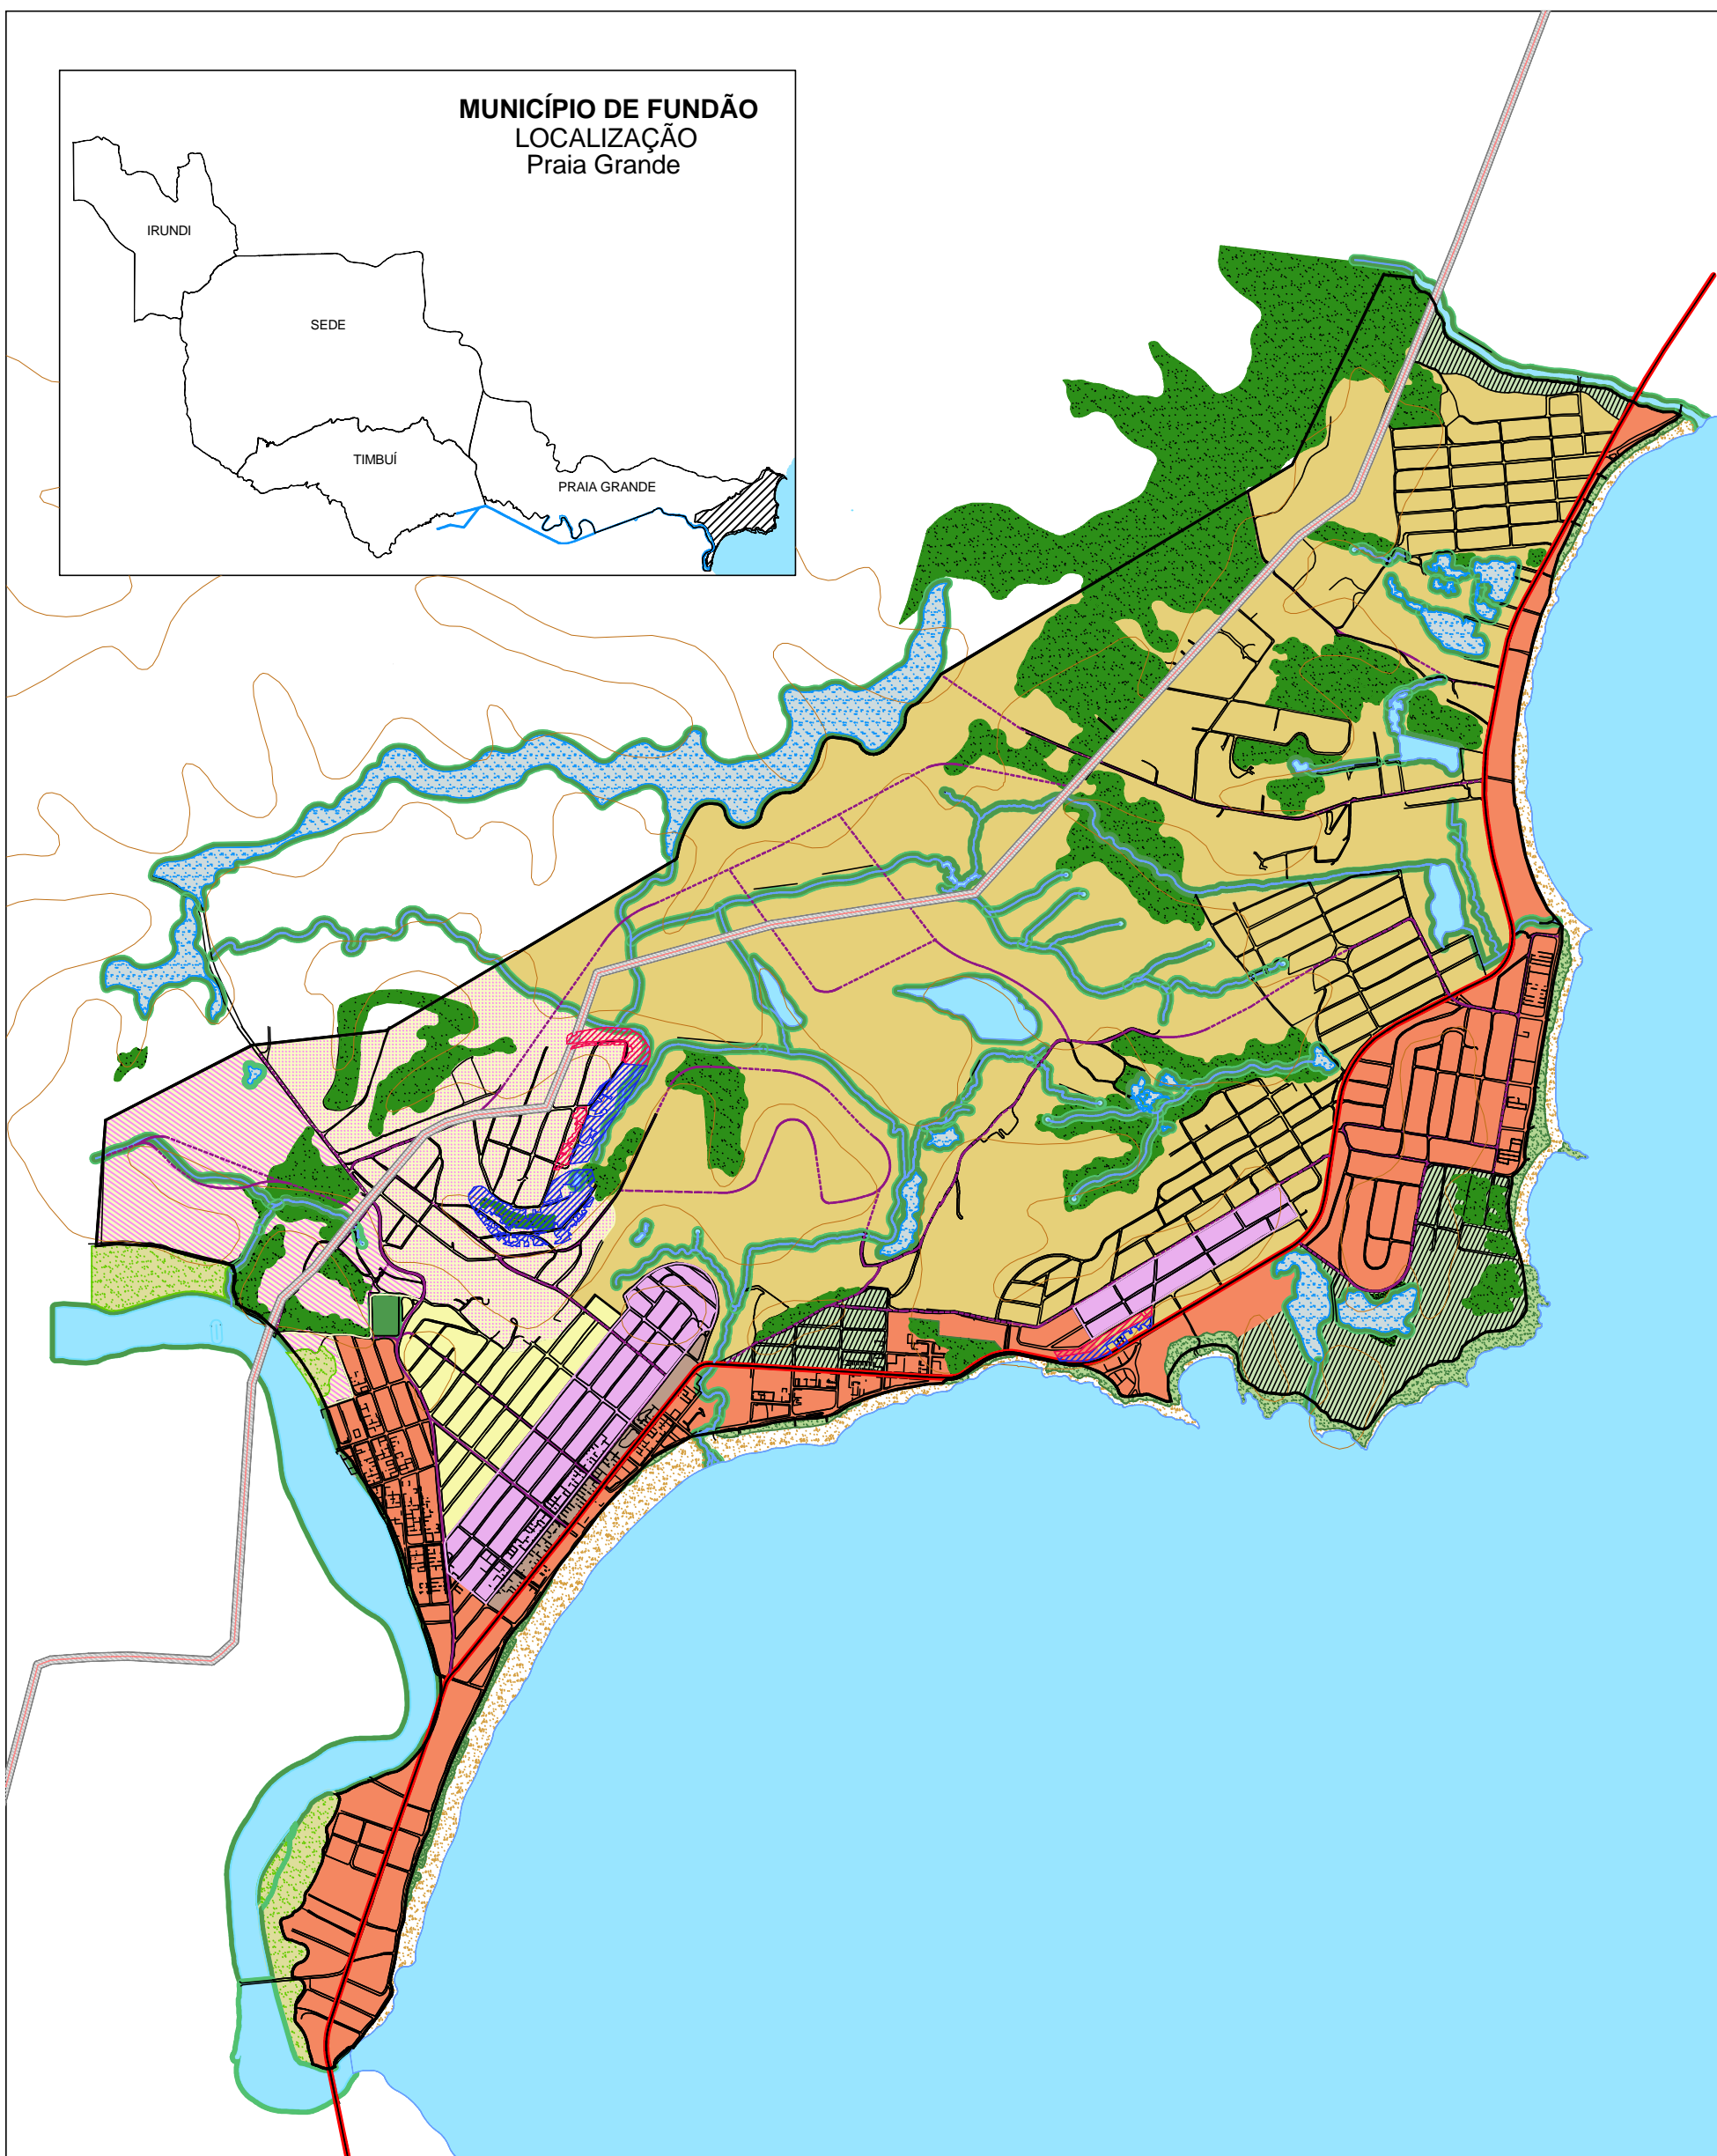 MUNICÍPIO DE FUNDÃO
LOCALIZAÇÃO
Praia Grande
IRUNDI
SEDE
TIMBUÍ
PRAIA GRANDE